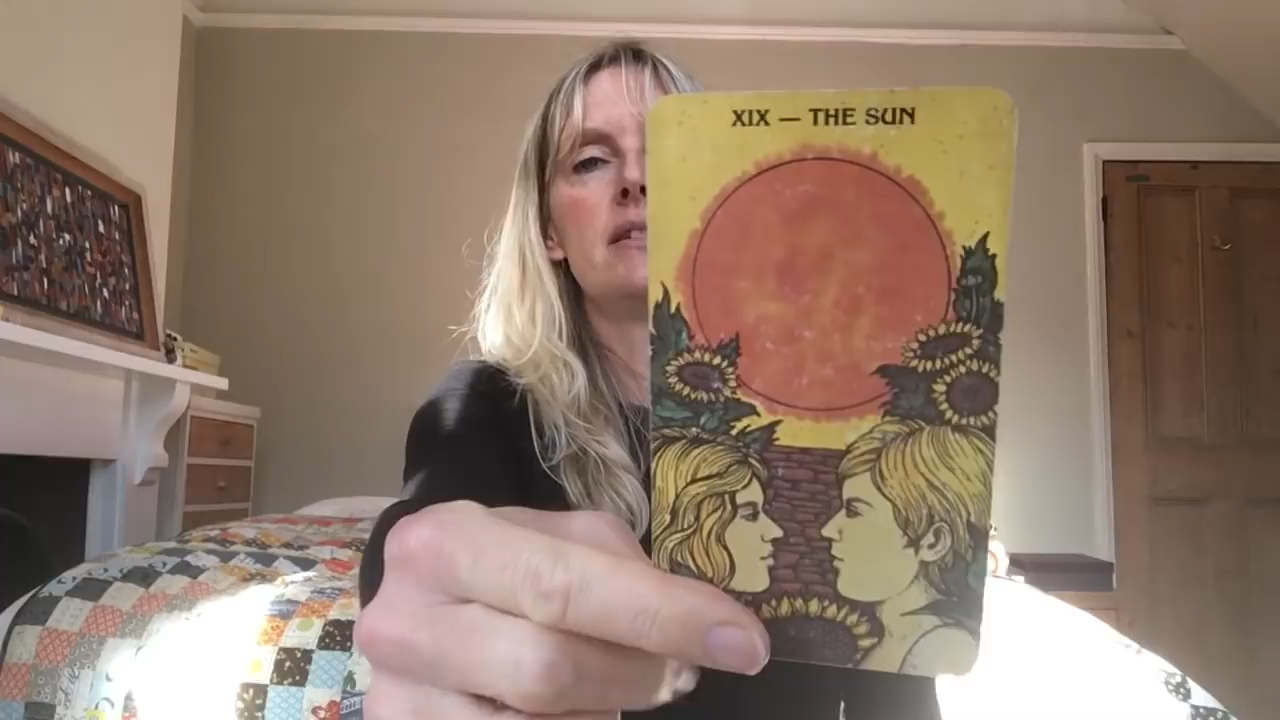 XIX — THE SUN